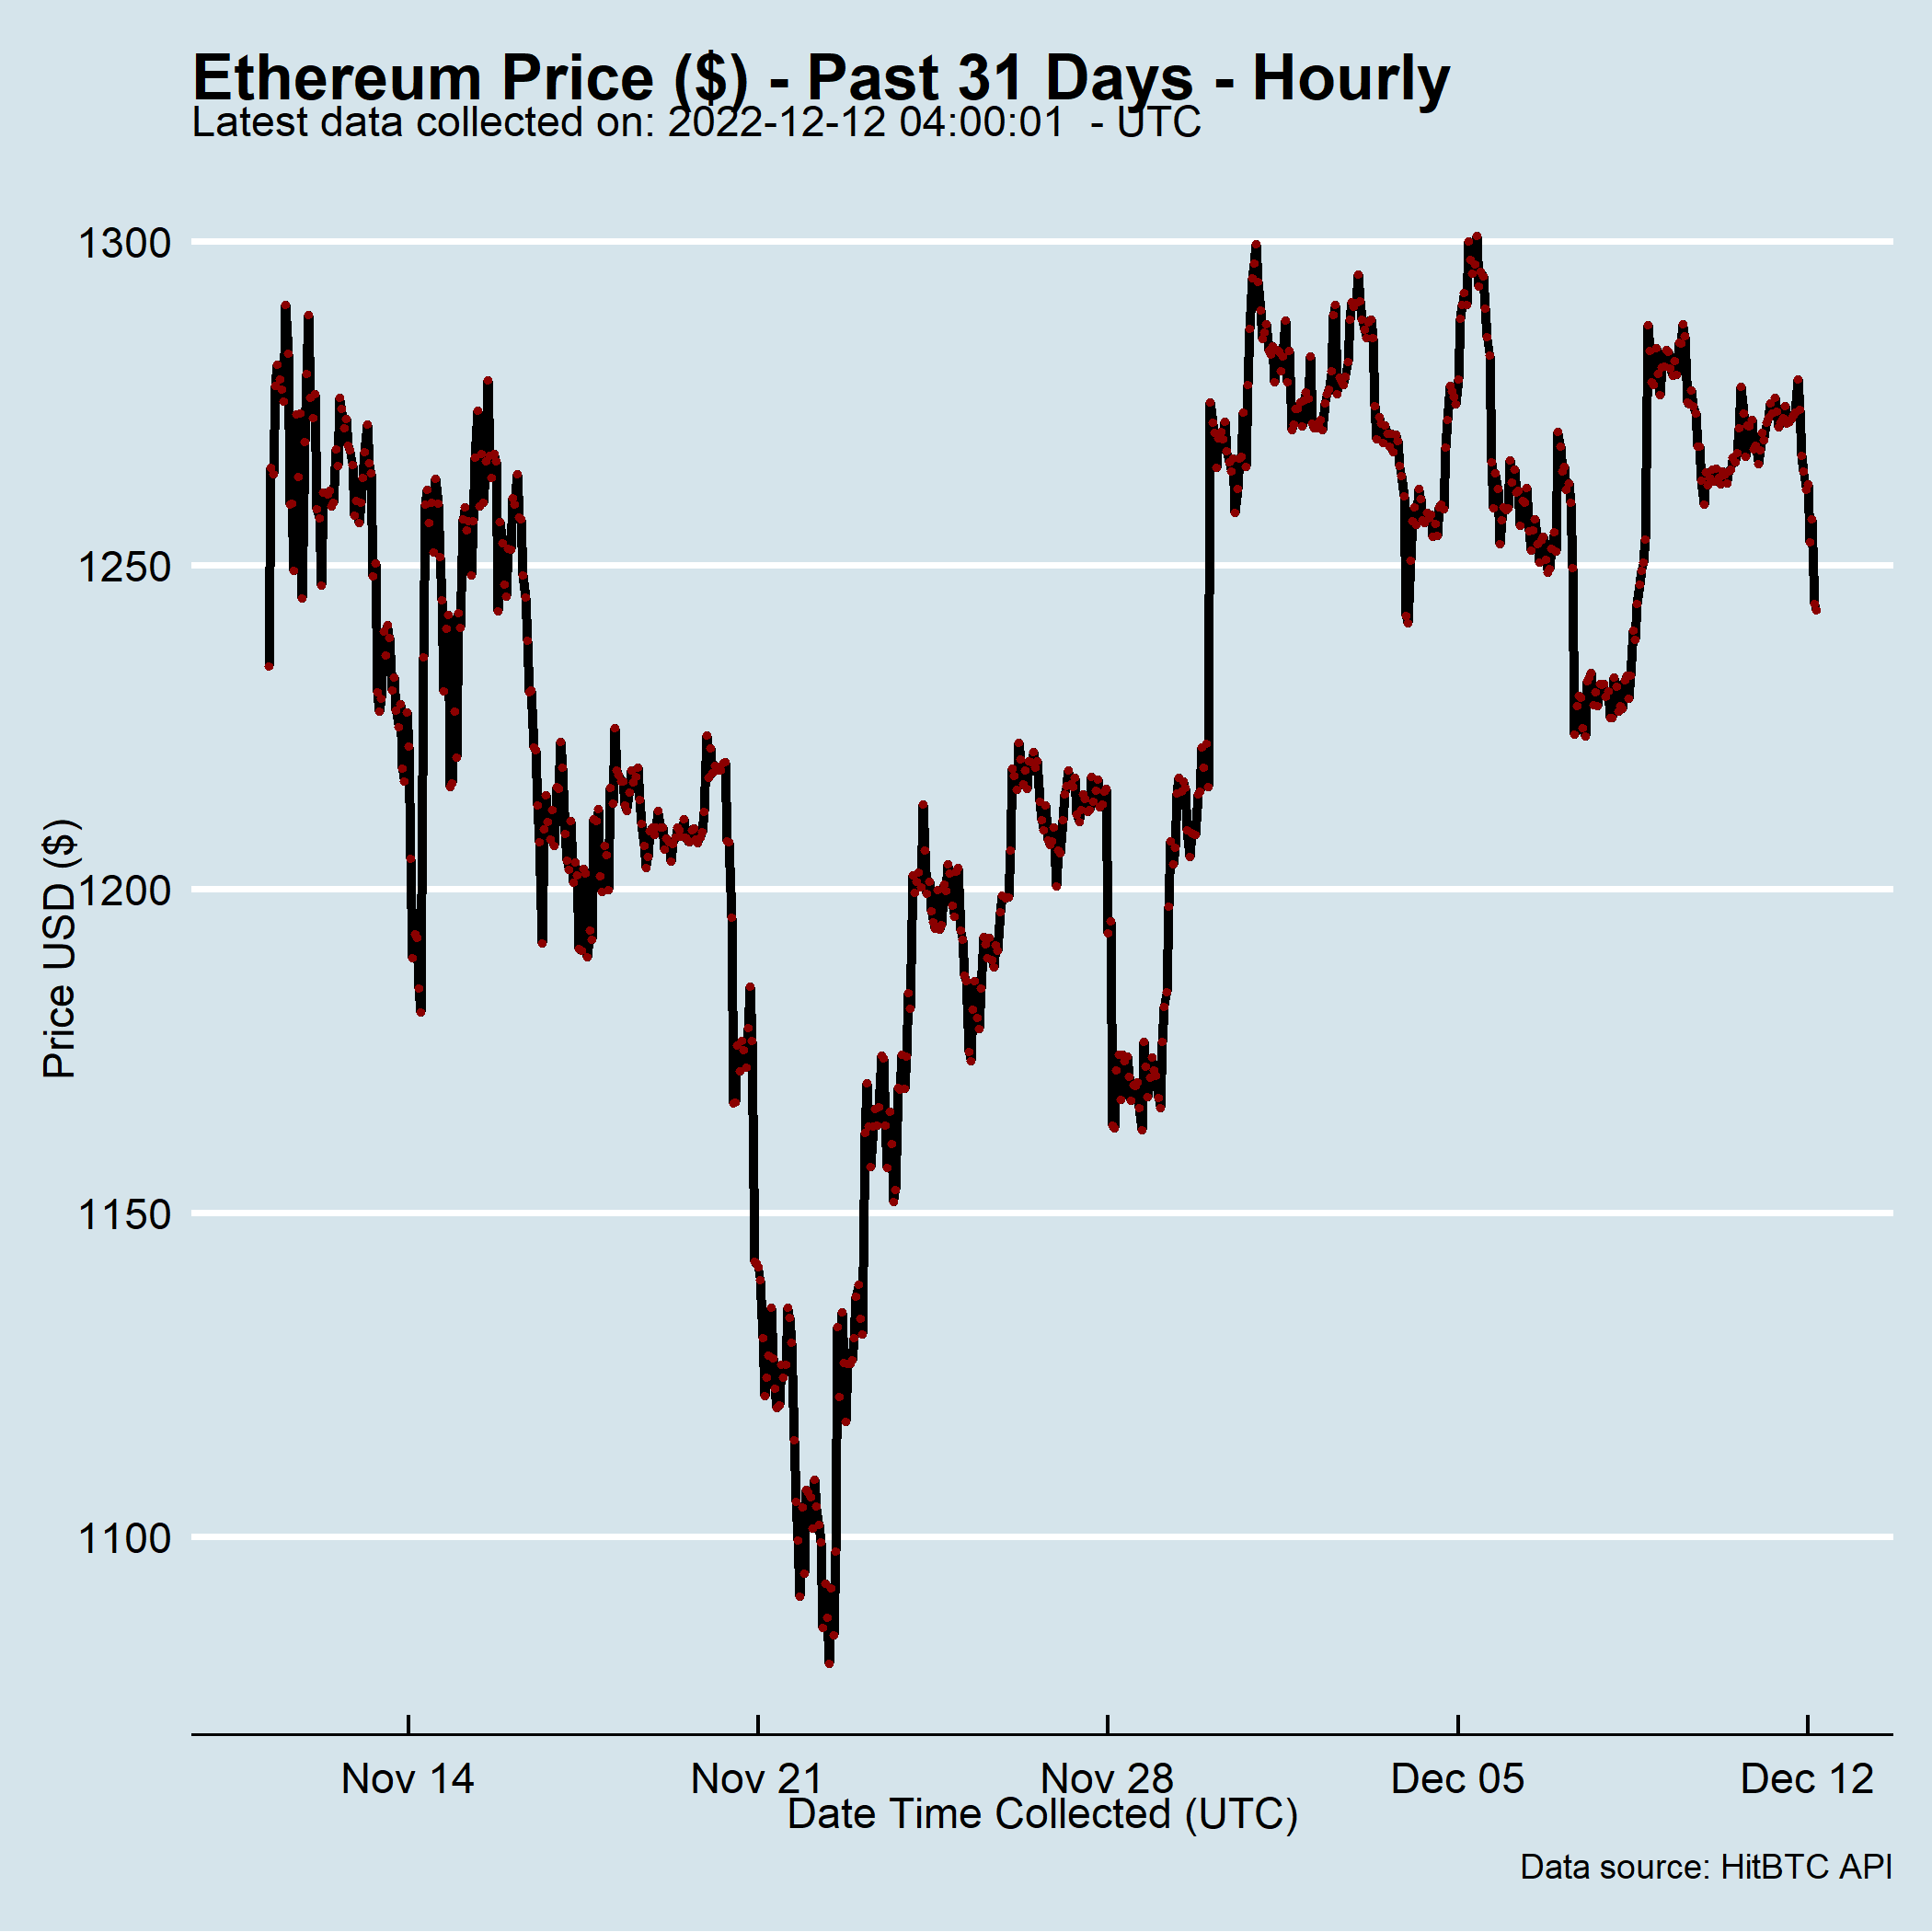 Ethereum Price ($) - Past 31 Days - Hourly
Latest data collected on: 2022-12-12 04:00:01  - UTC
Price USD ($)
1300
1250
1200
1150
1100
Nov 14
Nov 21
Nov 28
Dec 05
Dec 12
Date Time Collected (UTC)
Data source: HitBTC API